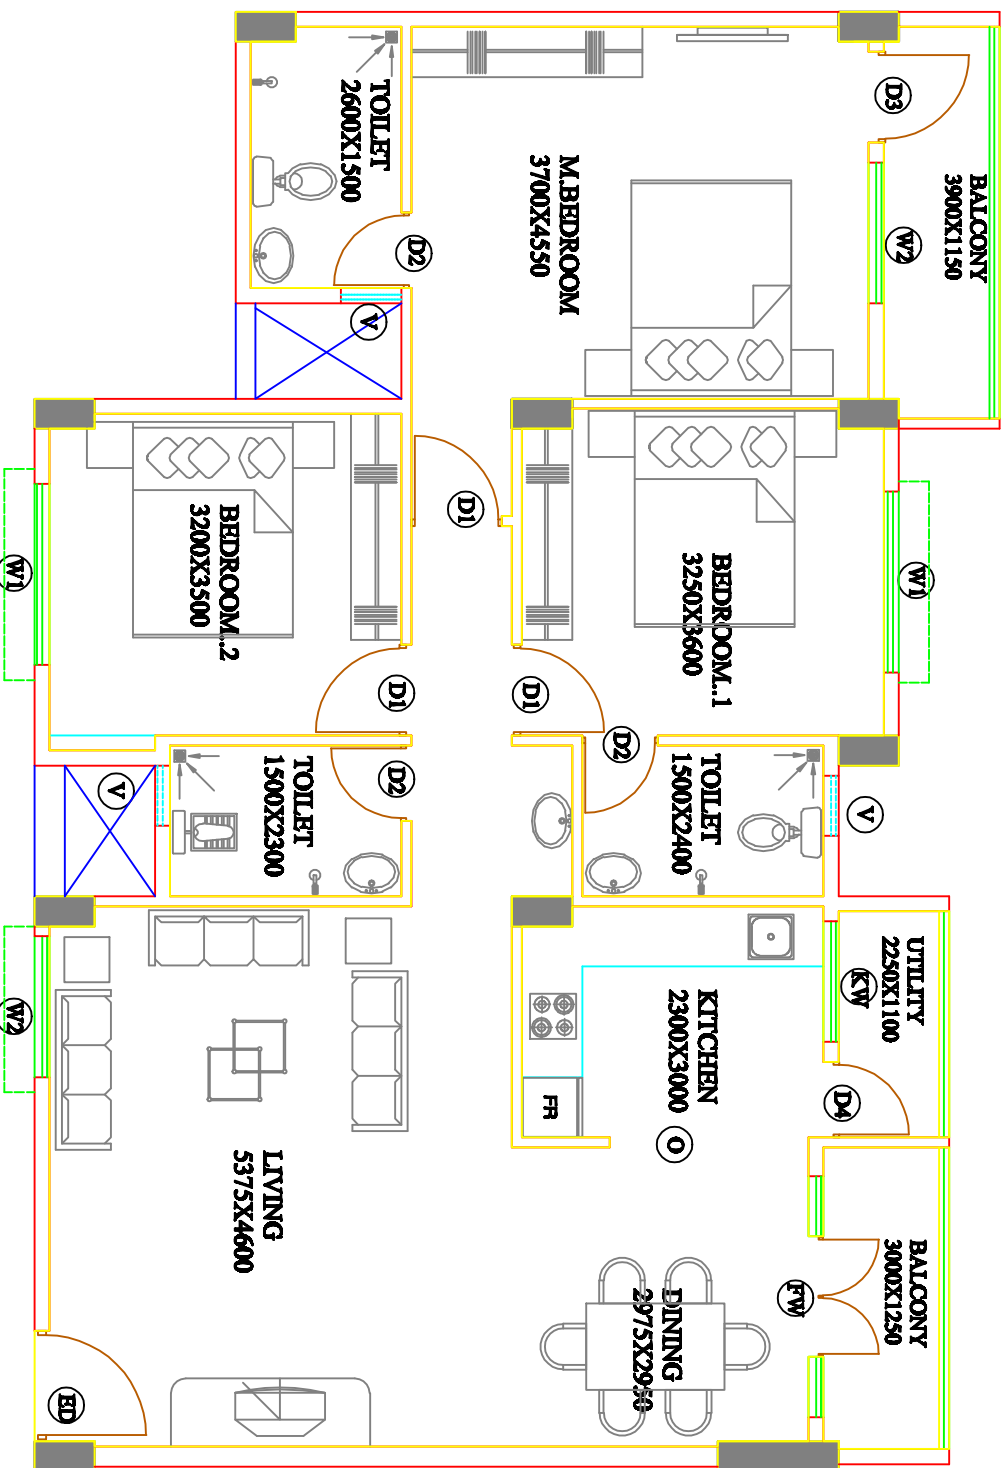 BALCONY
3900X1150
D3
W2
M.BEDROOM
3700X4550
TOILET
2600X1500
D2
V
W1
BEDROOM..1
3250X3600
D1
D1
D2
BEDROOM..2
3200X3500
W1
D1
D2
V
TOILET
1500X2400
V
TOILET
1500X2300
UTILITY
2250X1100
KW
D4
KITCHEN
2300X3000
O
FR
W2
LIVING
5375X4600
BALCONY
3000X1250
FW
DINING
2975X2950
ED